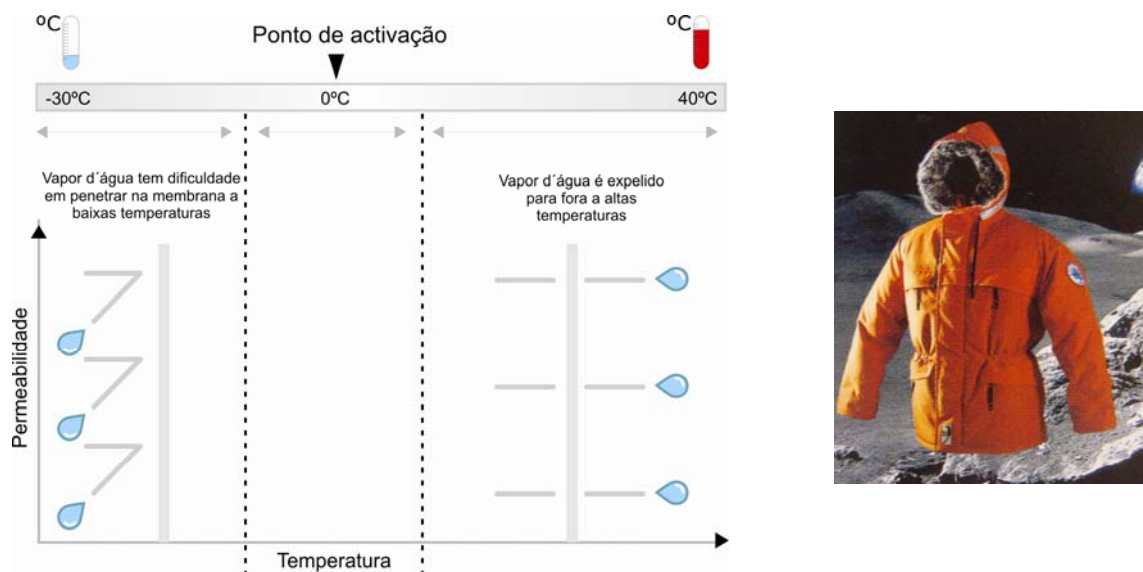 ºC
ºC
Ponto de activação
-30ºC
0ºC
40ºC
Vapor d´água tem dificuldade
em penetrar na membrana a
baixas temperaturas
Vapor d´água é expelido
para fora a altas
temperaturas
Permeabilidade
Temperatura